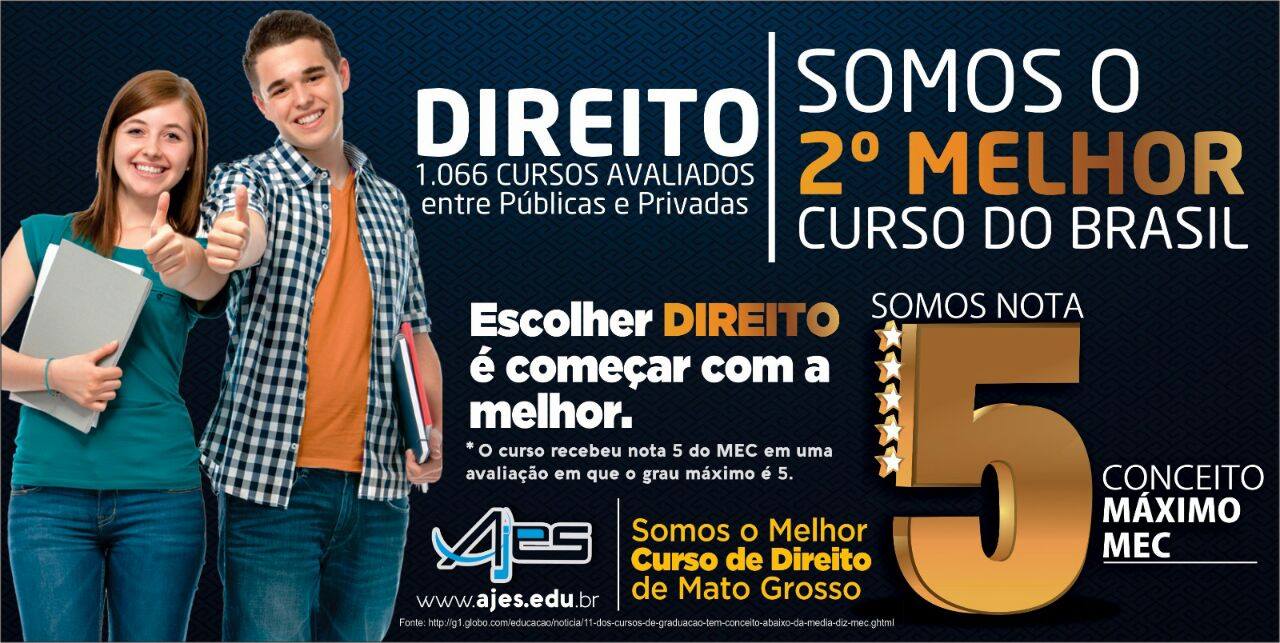 DIREITO
1.066 CURSOS AVALIADOS
entre Públicas e Privadas
SOMOS O
2º MELHOR
CURSO DO BRASIL
Escolher DIREITO
é começar com a
melhor.
* O curso recebeu nota 5 do MEC em uma
avaliação em que o grau máximo é 5.
SOMOS NOTA
5
CONCEITO
MÁXIMO
MEC
Ajes
www.ajes.edu.br
Somos o Melhor
Curso de Direito
de Mato Grosso
Fonte: http://g1.globo.com/educacao/noticia/11-dos-cursos-de-graduacao-tem-conceito-abaixo-da-media-diz-mec.ghtml